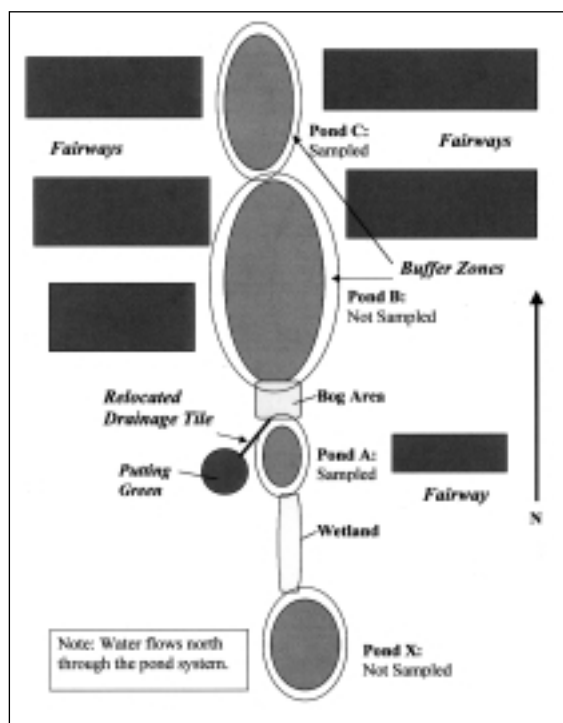 Pond C:
Sampled
Fairways
Fairways
Buffer Zones
Pond B:
Not Sampled
Relocated
Drainage Tile
Bog Area
Putting
Green
Pond A:
Sampled
Fairway
N
Wetland
Note: Water flows north
through the pond system.
Pond X:
Not Sampled